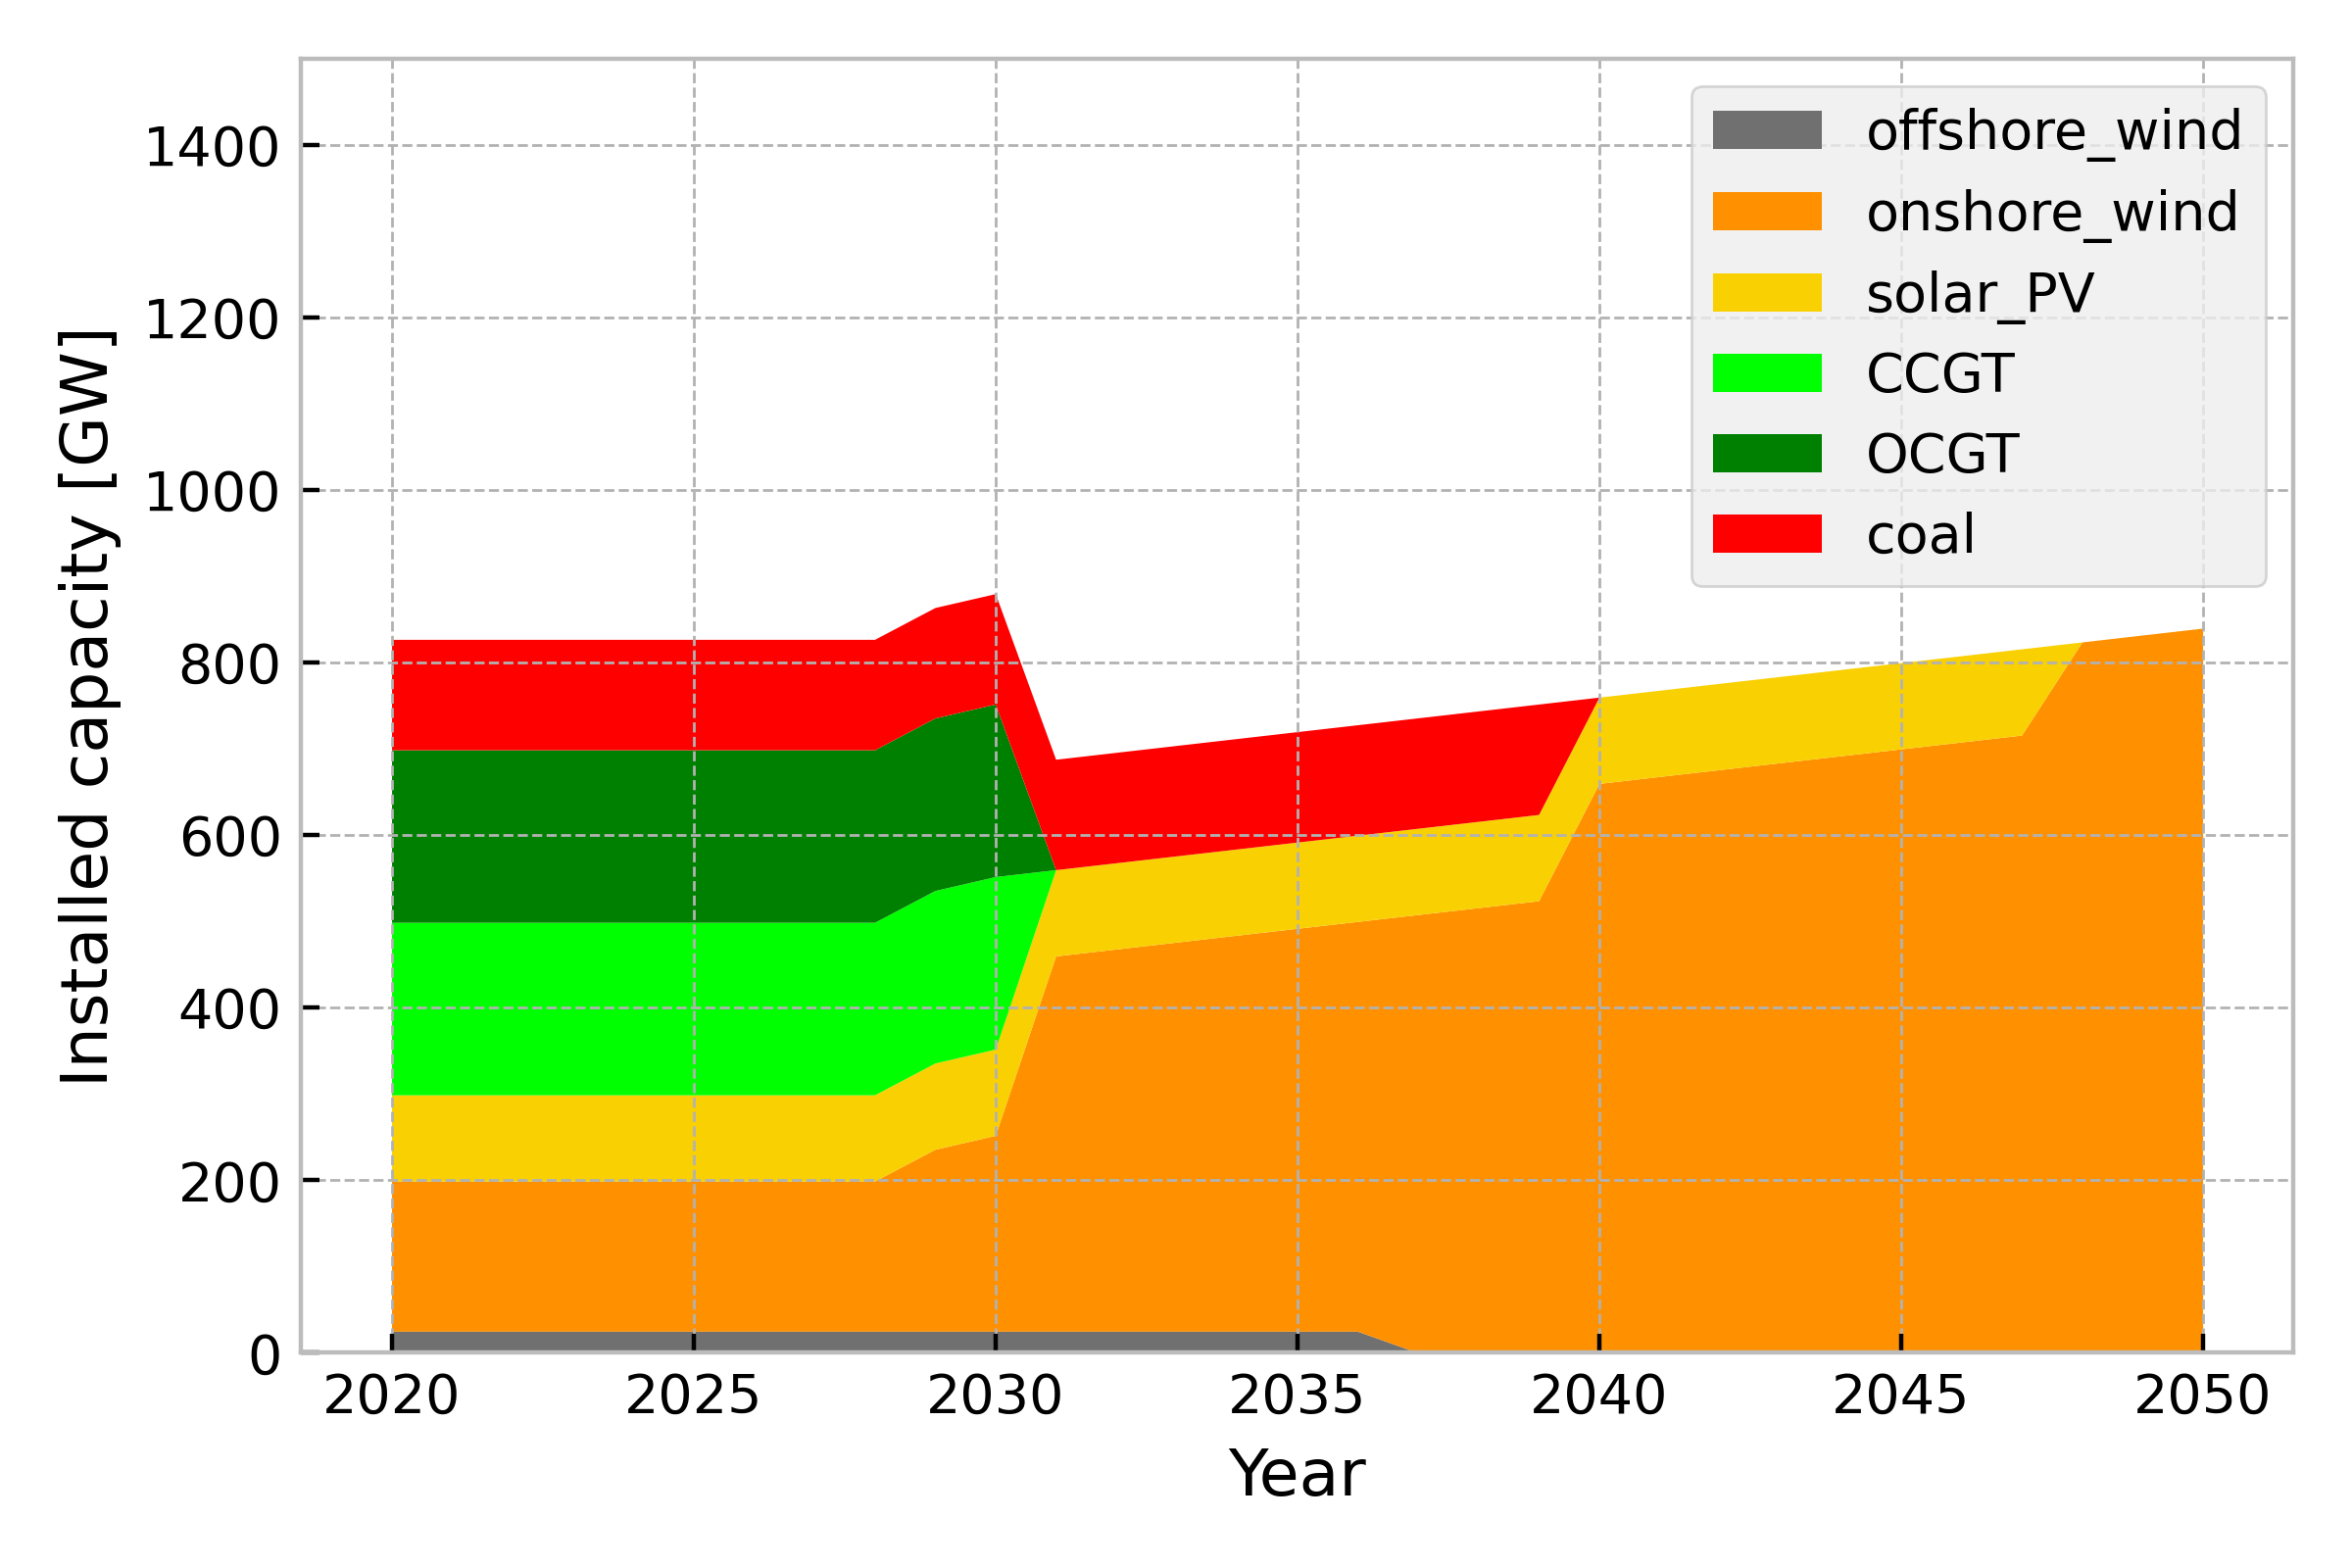 Installed capacity [GW]
1400
1200
1000
800
600
400
200
0
offshore_wind
onshore_wind
solar_PV
CCGT
OCGT
coal
2020 2025 2030 2035 2040 2045 2050
Year